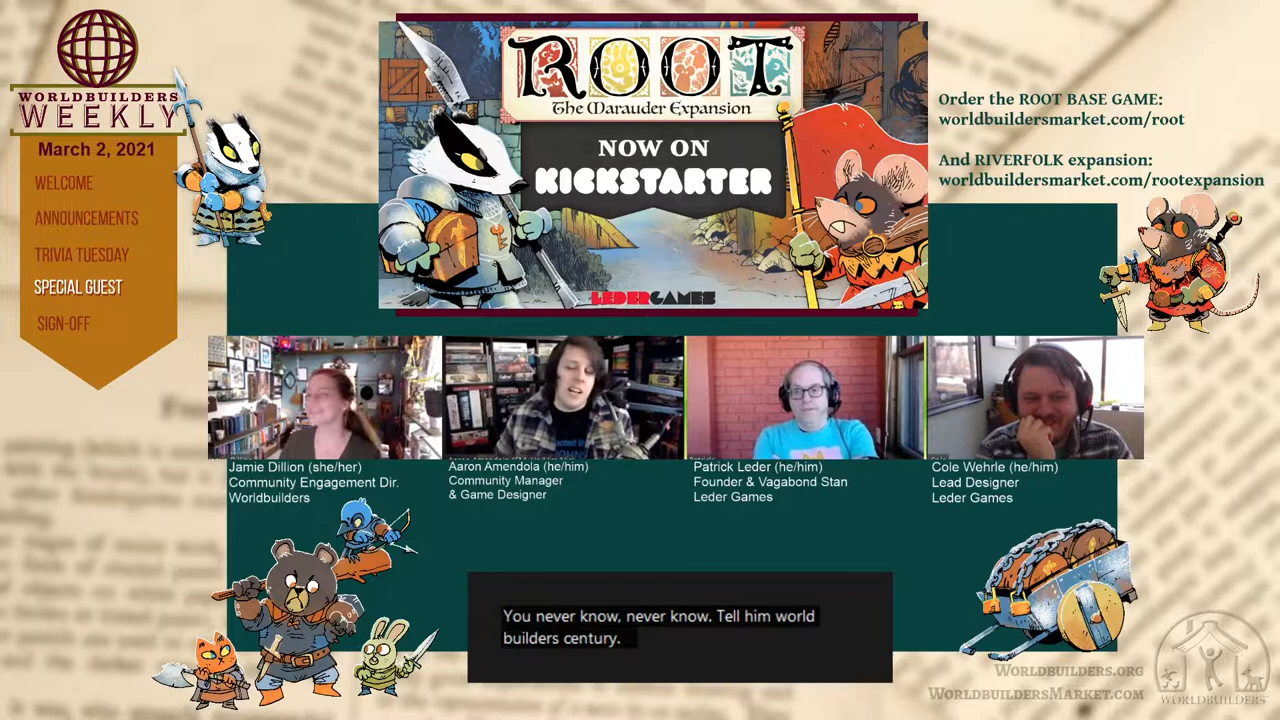 WORLDBUILDERS
WEEKLY
March 2, 2021
WELCOME
ANNOUNCEMENTS
TRIVIA TUESDAY
SPECIAL GUEST
SIGN-OFF
ROOT
The Marauder Expansion
NOW ON
KICKSTARTER
LEDERGAMES
Order the ROOT BASE GAME:
worldbuildersmarket.com/root
And RIVERFOLK expansion:
worldbuildersmarket.com/rootexpansion
Jamie Dillion (she/her)
Community Engagement Dir.
Worldbuilders
Aaron Amendola (he/him)
Community Manager
& Game Designer
Patrick Leder (he/him)
Founder & Vagabond Stan
Leder Games
Cole Wehrle (he/him)
Lead Designer
Leder Games
You never know, never know. Tell him world
builders century.
WORLDBUILDERS.ORG
WORLDBUILDERSMARKET.COM
WORLDBUILDERS